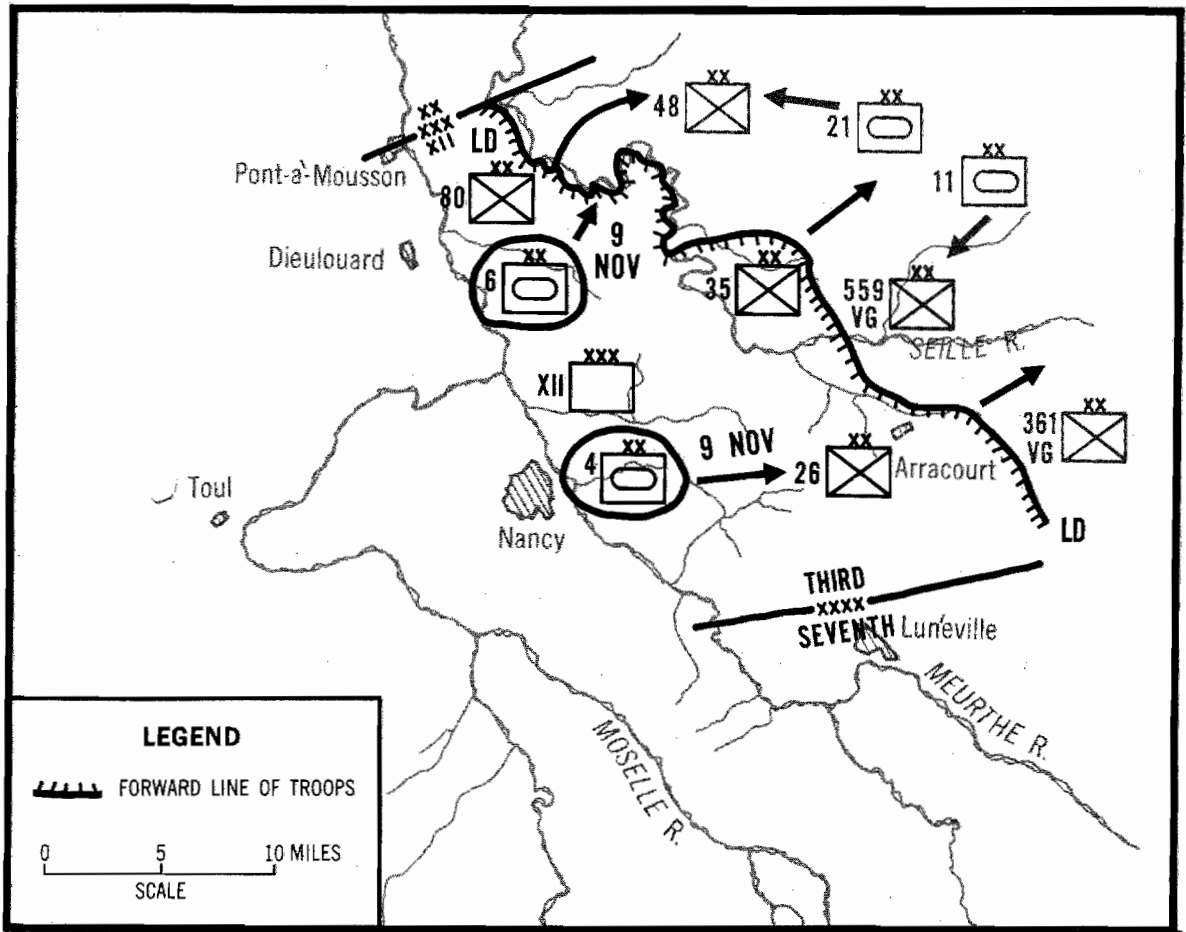 XX
XXX
XII
LD
Pont-à-Mousson
XX
48
XX
21
XX
11
XX
80
Dieulouard
XX
6
9
NOV
XX
35
XX
559
VG
SEILLE R.
XXX
XII
XX
361
VG
XX
4
9 NOV
XX
26
Arracourt
Toul
Nancy
LD
THIRD
XXXX
SEVENTH
Lunéville
MEURTHE R.
MOSELLE R.
LEGEND
FORWARD LINE OF TROOPS
0 5 10 MILES
SCALE